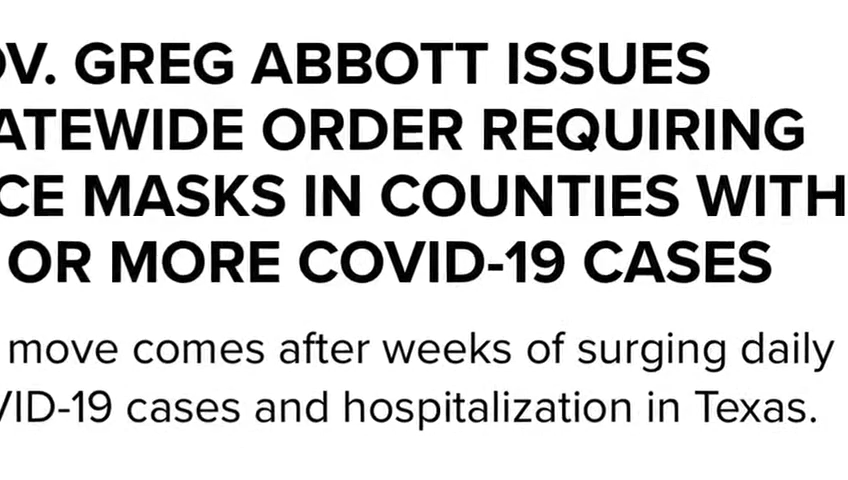 OV. GREG ABBOTT ISSUES
ATEWIDE ORDER REQUIRING
CE MASKS IN COUNTIES WITH
OR MORE COVID-19 CASES
move comes after weeks of surging daily
VID-19 cases and hospitalization in Texas.